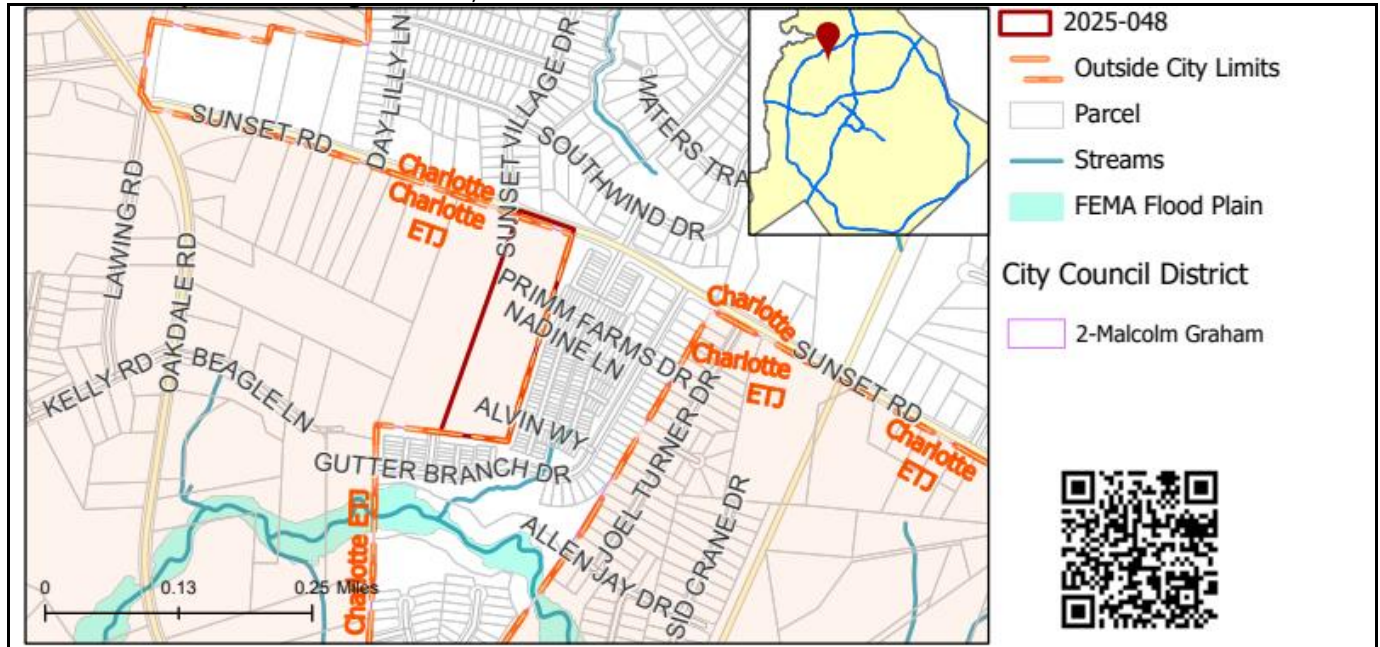 2025-048
Outside City Limits
Parcel
Streams
FEMA Flood Plain
City Council District
2-Malcolm Graham
SUNSET RD
DAY LILLY LN
SUNSET VILLAGE DR
WATERS TRA
SOUTHWIND DR
Charlotte
Charlotte
ETJ
LAWING RD
OAKDALE RD
PRIMM FARMS DR
NADINE LN
Charlotte
Charlotte
ETJ
SUNSET RD
KELLY RD
BEAGLE LN
ALVIN WY
JOEL TURNER DR
Charlotte
ETJ
GUTTER BRANCH DR
Charlotte ETJ
ALLEN JAY DR
SID CRANE DR
0 0.13 0.25 Miles